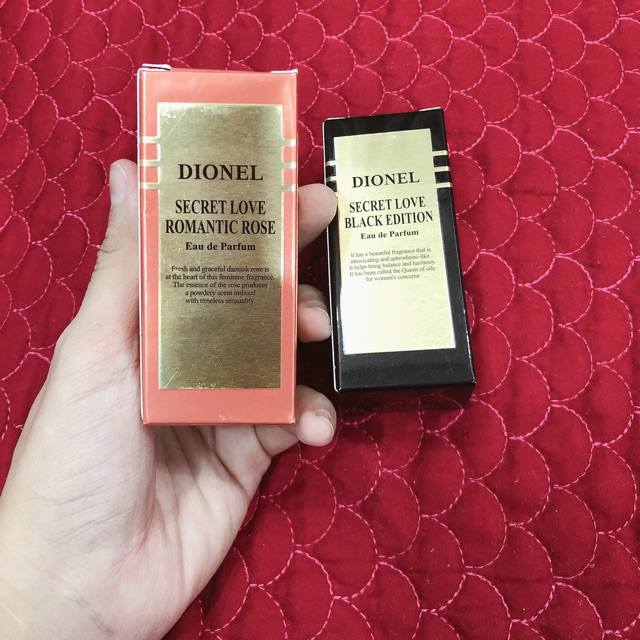 DIONEL
SECRET LOVE
ROMANTIC ROSE
Eau de Parfum
Fresh and graceful damask rose is
at the heart of this feminine fragrance.
The essence of the rose produces
a powdery scent imbued
with timeless sensuality.
DIONEL
SECRET LOVE
BLACK EDITION
Eau de Parfum
It has a beautiful fragrance that is
intoxicating and aphrodisiac-like.
It helps bring balance and harmony.
It has been called the Queen of oils
for women's concerns